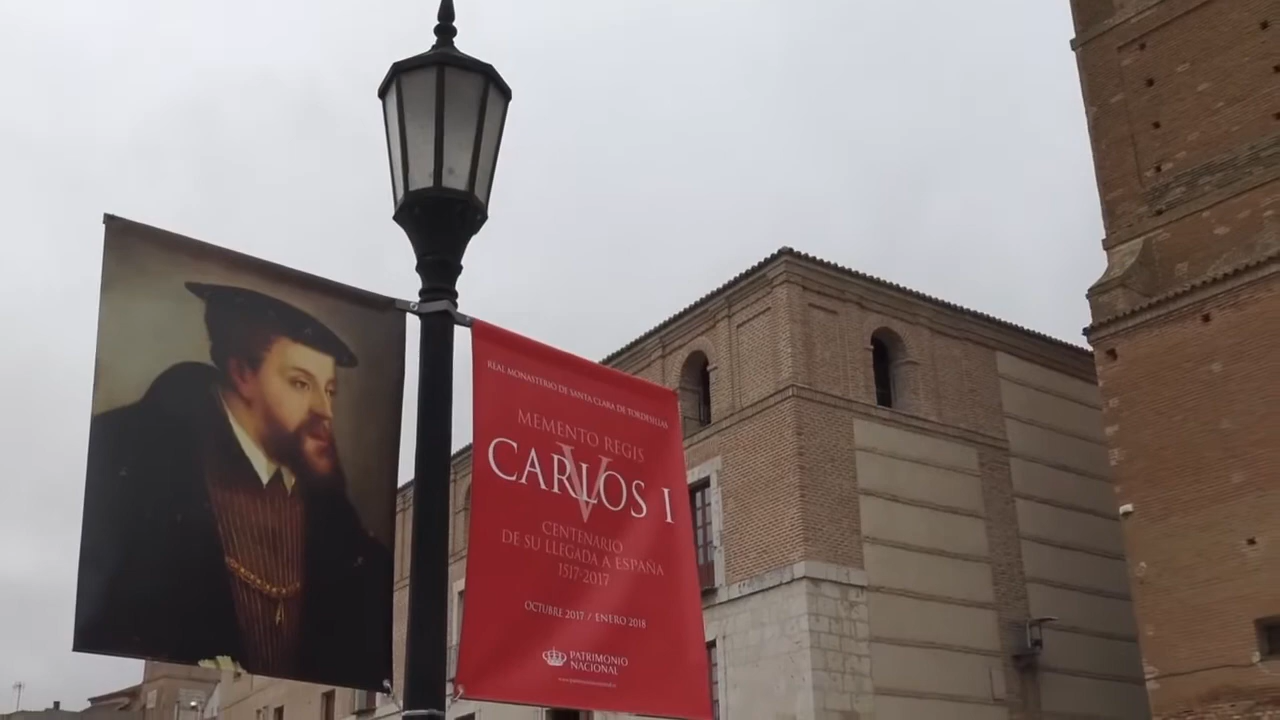 REAL MONASTERIO DE SANTA CLARA DE TORDESILLAS
MEMENTO REGIS
V
CARLOS I
CENTENARIO
DE SU LLEGADA A ESPAÑA
1517-2017
OCTUBRE 2017 / ENERO 2018
PATRIMONIO
NACIONAL